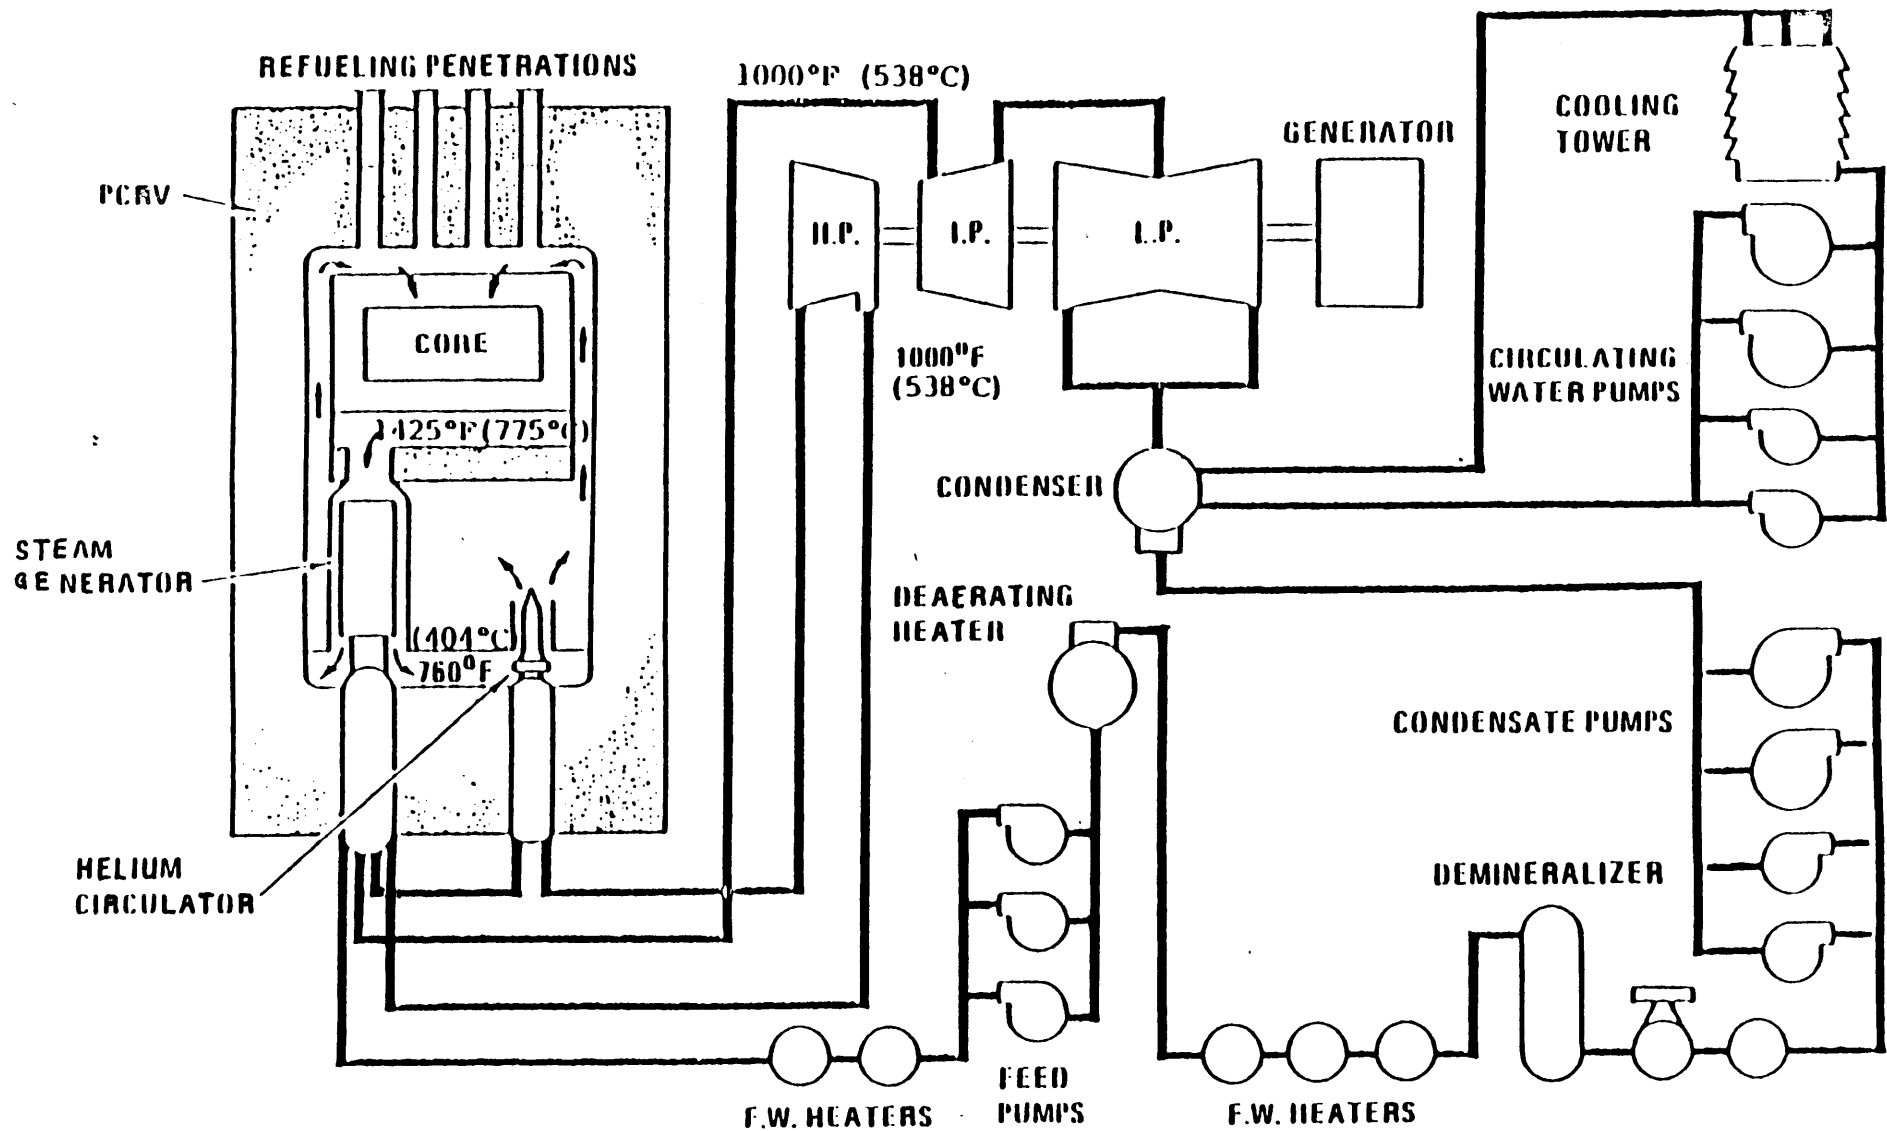 REFUELING PENETRATIONS
1000°F (538°C)
COOLING
TOWER
GENERATOR
PCRV
H.P.
I.P.
L.P.
CORE
1000°F
(538°C)
CIRCULATING
WATER PUMPS
1425°F (775°C)
CONDENSER
STEAM
GENERATOR
DEAERATING
HEATER
(404°C)
760°F
CONDENSATE PUMPS
HELIUM
CIRCULATOR
DEMINERALIZER
FEED
PUMPS
F.W. HEATERS
F.W. HEATERS